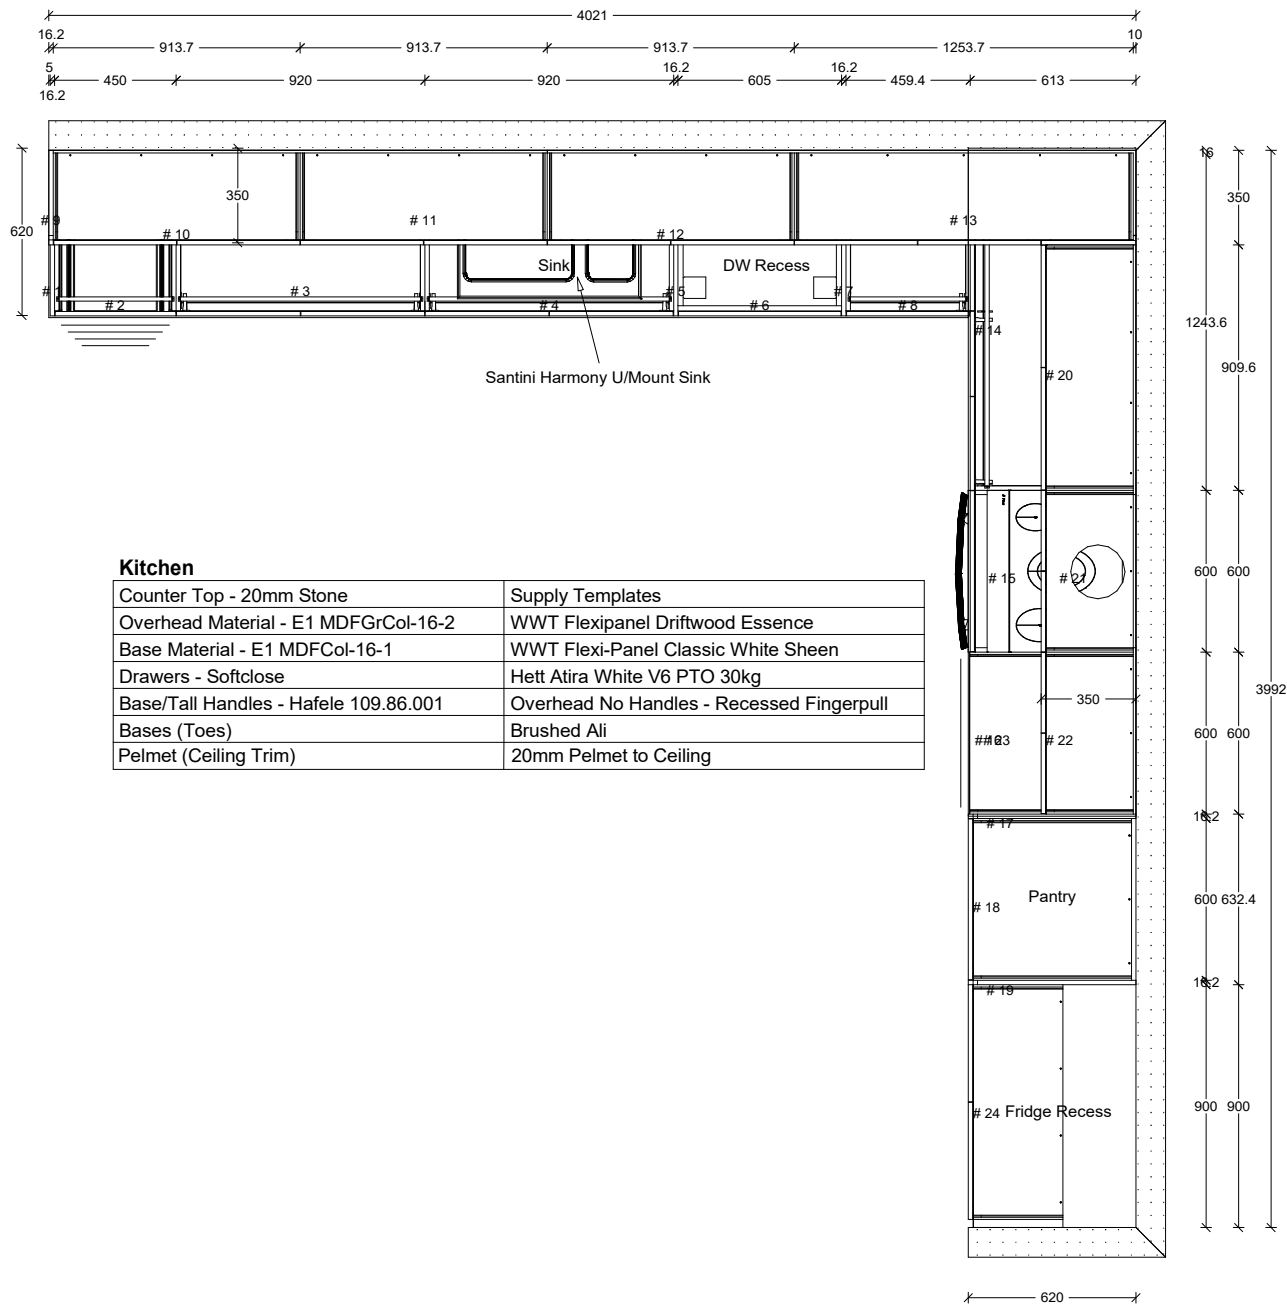 4021
16.2
10
913.7 913.7 913.7 1253.7
5
16.2
16.2
450 920 920 605 459.4 613
16.2
16
350
350
620
# 9
# 10
# 11
# 12
# 13
Sink
DW Recess
# 1
# 2
# 3
# 4
# 5
# 6
# 7
# 8
# 14
1243.6
Santini Harmony U/Mount Sink
# 20
909.6
Kitchen
Counter Top - 20mm Stone Supply Templates
Overhead Material - E1 MDFGrCol-16-2 WWT Flexipanel Driftwood Essence
Base Material - E1 MDFCol-16-1 WWT Flexi-Panel Classic White Sheen
Drawers - Softclose Hett Atira White V6 PTO 30kg
Base/Tall Handles - Hafele 109.86.001 Overhead No Handles - Recessed Fingerpull
Bases (Toes) Brushed Ali
Pelmet (Ceiling Trim) 20mm Pelmet to Ceiling
# 15
# 21
600 600
3992
350
# 23
# 22
600 600
16.2
# 17
Pantry
# 18
600 632.4
16.2
# 19
# 24 Fridge Recess
900 900
620